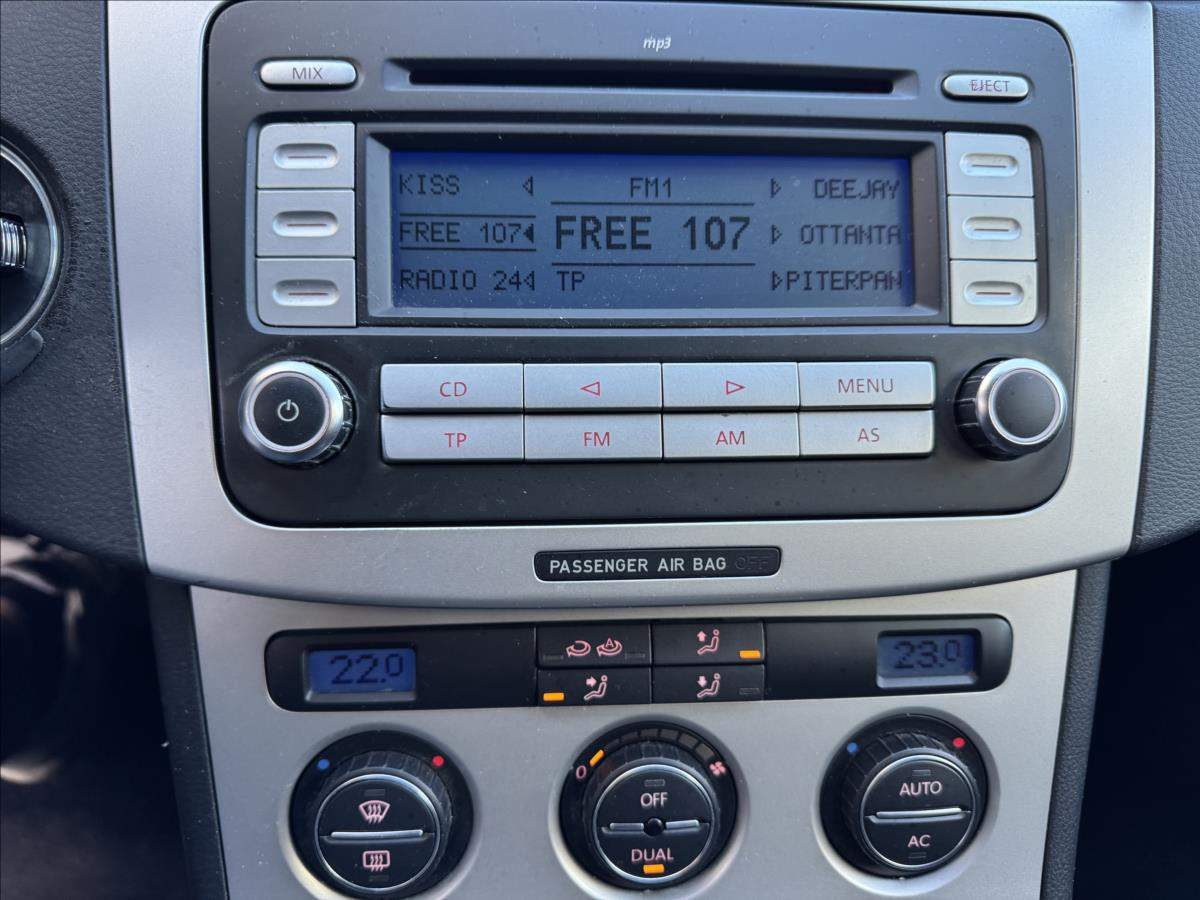 mp3
MIX
EJECT
KISS FM1 DEEJAY
FREE 107 FREE 107 OTTANTA
RADIO 24 TP PITERPAN
CD MENU
TP FM AM AS
PASSENGER AIR BAG OFF
22.0 23.0
A
0
OFF
DUAL
AUTO
AC